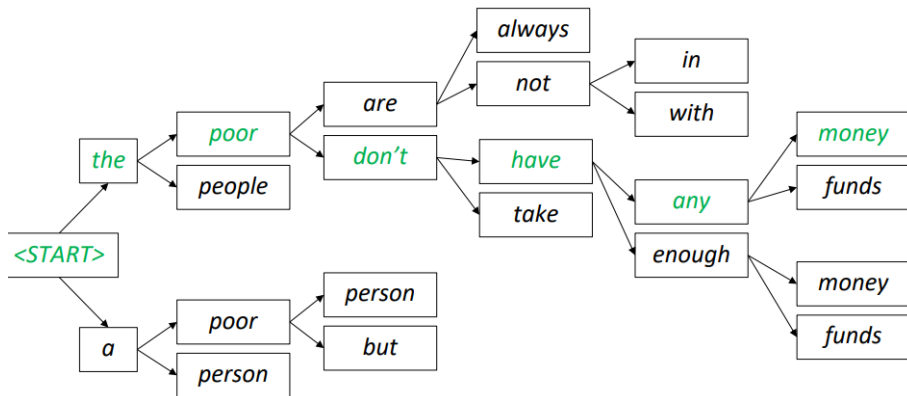 always
in
are
not
with
poor
money
the
don't
have
people
any
funds
take
<START>
enough
person
money
poor
a
but
funds
person